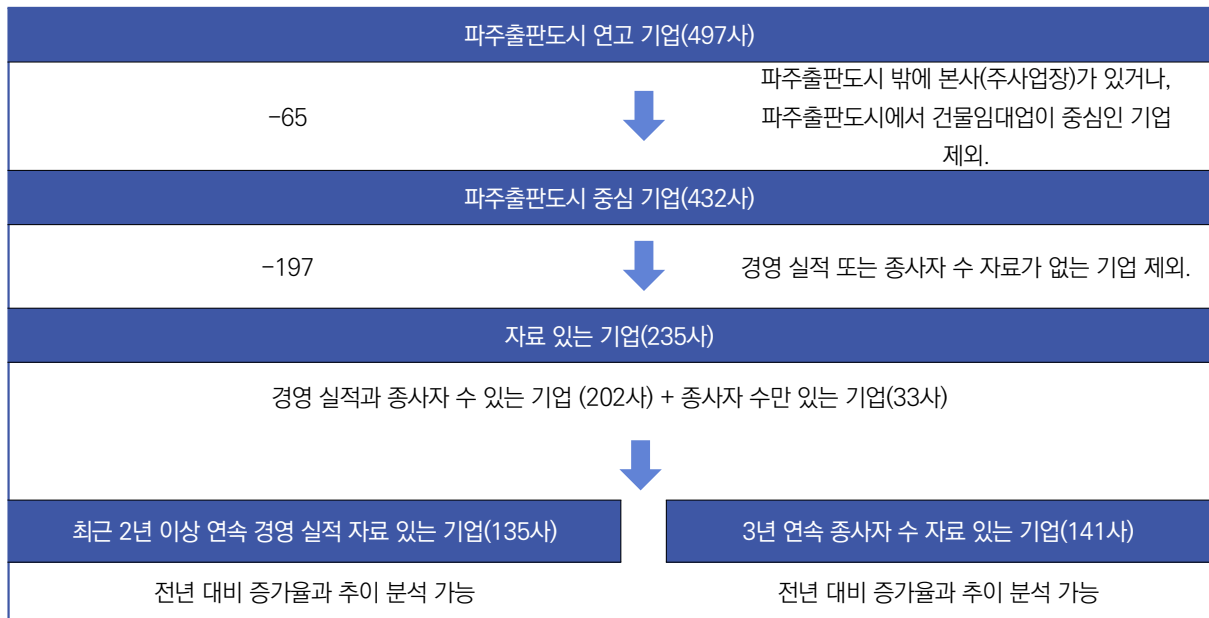 파주출판도시 연고 기업(497사)
-65
파주출판도시 밖에 본사(주사업장)가 있거나,
파주출판도시에서 건물임대업이 중심인 기업
제외.
파주출판도시 중심 기업(432사)
-197
경영 실적 또는 종사자 수 자료가 없는 기업 제외.
자료 있는 기업(235사)
경영 실적과 종사자 수 있는 기업 (202사) + 종사자 수만 있는 기업(33사)
최근 2년 이상 연속 경영 실적 자료 있는 기업(135사)
3년 연속 종사자 수 자료 있는 기업(141사)
전년 대비 증가율과 추이 분석 가능
전년 대비 증가율과 추이 분석 가능